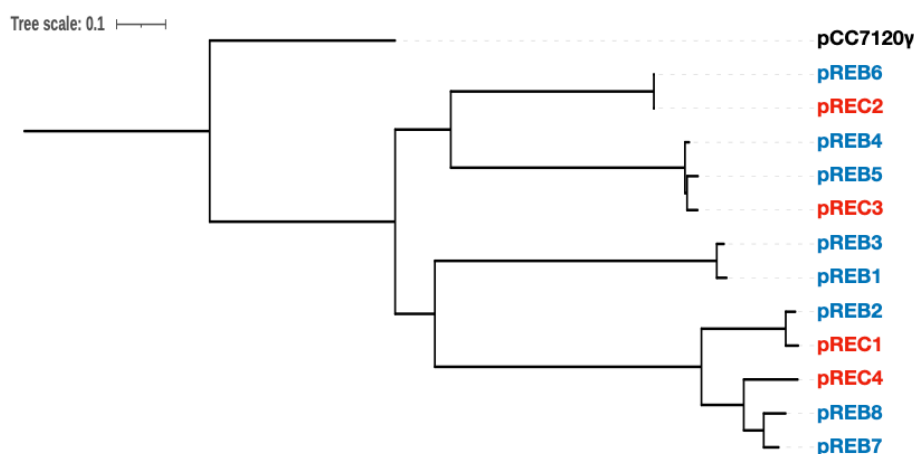 Tree scale: 0.1
pCC7120γ
pREB6
pREC2
pREB4
pREB5
pREC3
pREB3
pREB1
pREB2
pREC1
pREC4
pREB8
pREB7